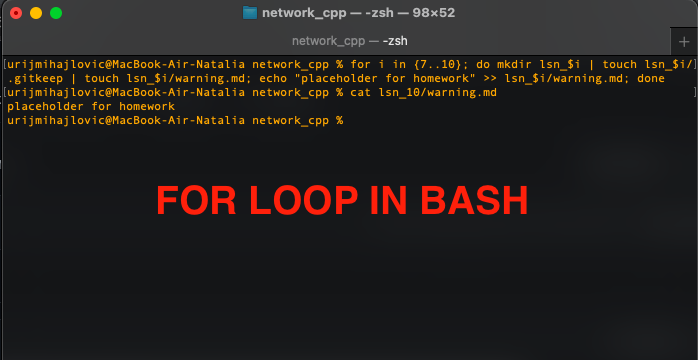 network_cpp — -zsh — 98×52
network_cpp — -zsh
urijmihajlovic@MacBook-Air-Natalia network_cpp % for i in {7..10}; do mkdir lsn_$i | touch lsn_$i/
.gitkeep | touch lsn_$i/warning.md; echo "placeholder for homework" >> lsn_$i/warning.md; done
urijmihajlovic@MacBook-Air-Natalia network_cpp % cat lsn_10/warning.md
placeholder for homework
urijmihajlovic@MacBook-Air-Natalia network_cpp %
FOR LOOP IN BASH